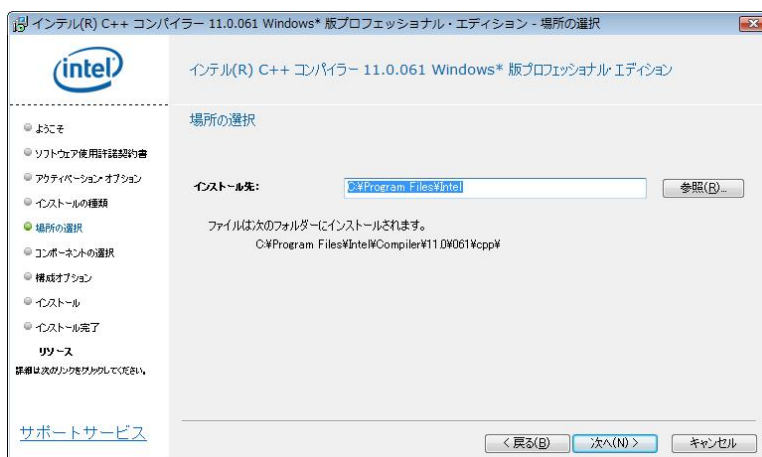 インテル(R) C++ コンパイラー 11.0.061 Windows* 版プロフェッショナル・エディション - 場所の選択
intel
インテル(R) C++ コンパイラー 11.0.061 Windows* 版プロフェッショナル・エディション
場所の選択
ようこそ
ソフトウェア使用許諾契約書
アクティベーション・オプション
インストールの種類
場所の選択
コンポーネントの選択
構成オプション
インストール
インストール完了
リソース
詳細は次のリンクをクリックしてください。
サポートサービス
インストール先:
C:¥Program Files¥Intel
参照(R)...
ファイルは次のフォルダーにインストールされます。
C:¥Program Files¥Intel¥Compiler¥11.0¥061¥cpp¥
< 戻る(B)
次へ(N) >
キャンセル